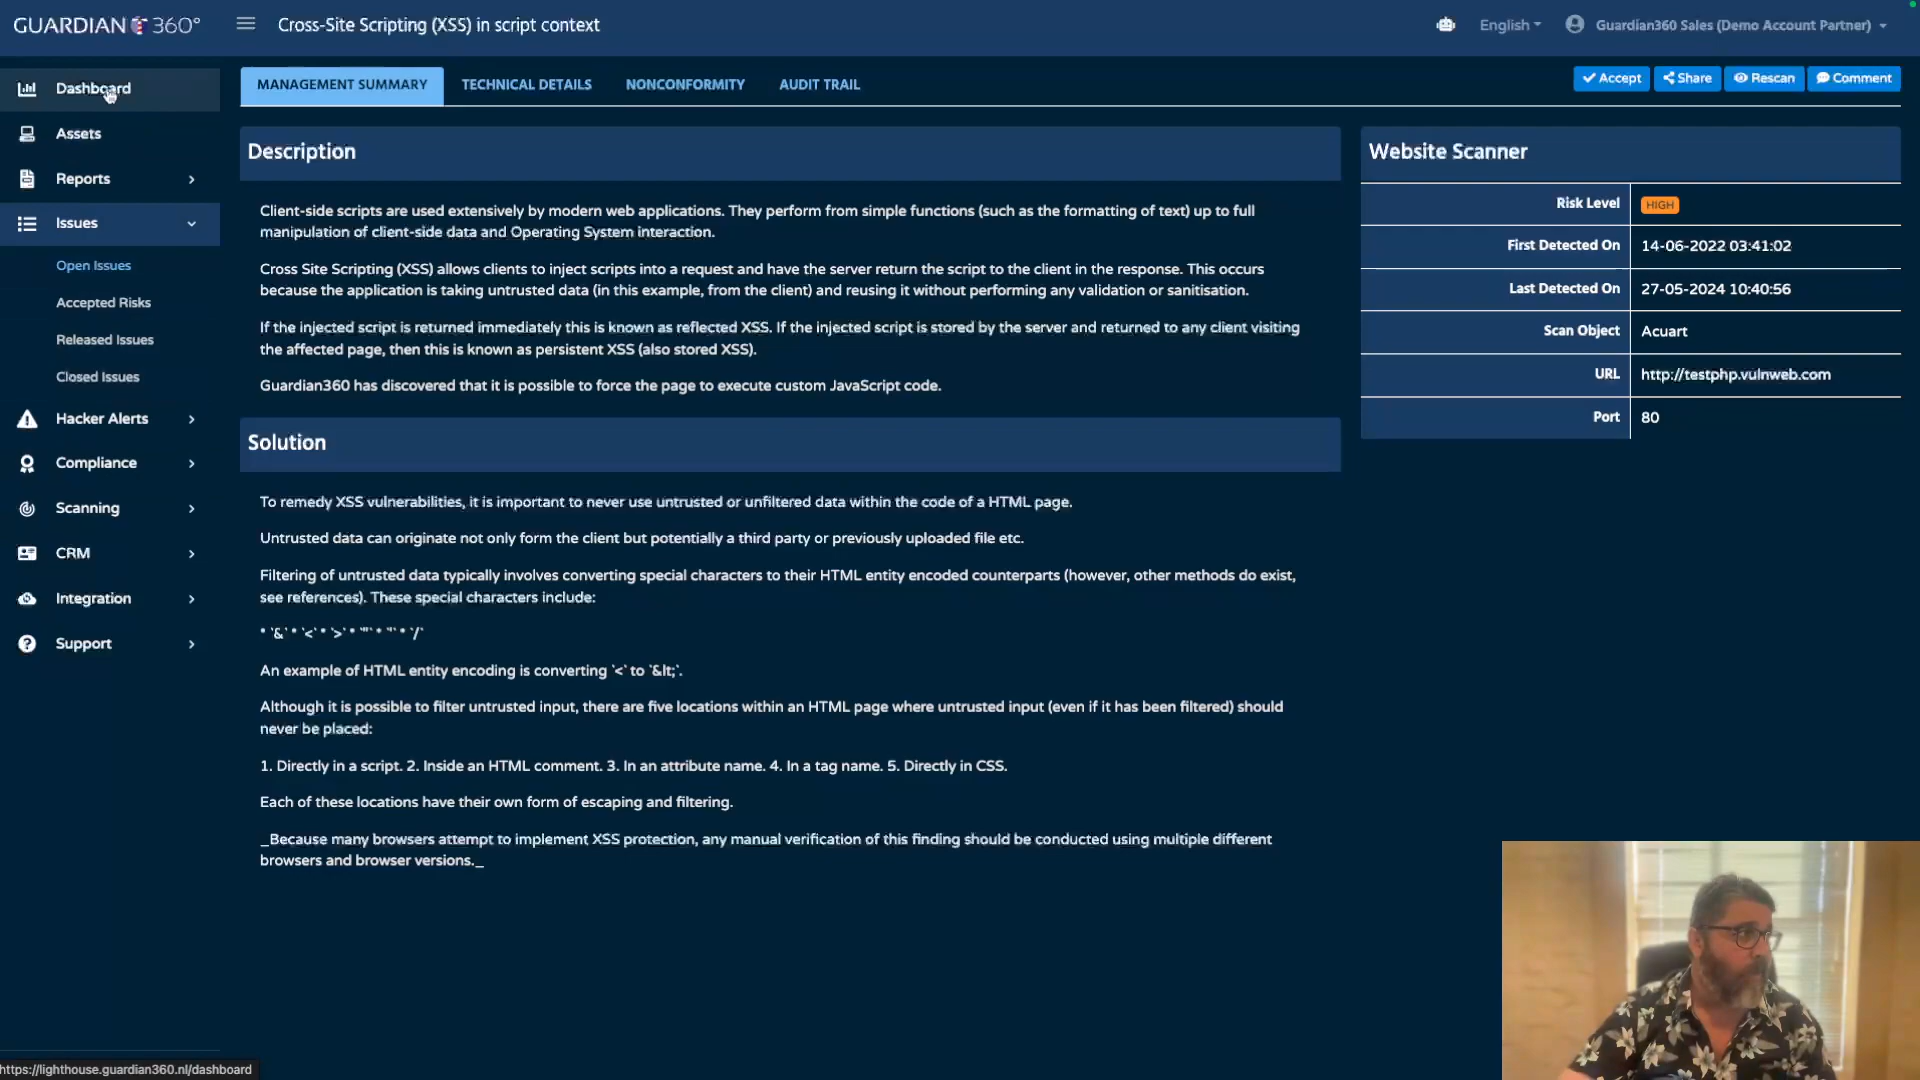 GUARDIAN 360°
Cross-Site Scripting (XSS) in script context
English
Guardian360 Sales (Demo Account Partner)
Dashboard
Assets
Reports
Issues
Open Issues
Accepted Risks
Released Issues
Closed Issues
Hacker Alerts
Compliance
Scanning
CRM
Integration
Support
MANAGEMENT SUMMARY
TECHNICAL DETAILS
NONCONFORMITY
AUDIT TRAIL
Accept
Share
Rescan
Comment
Description
Client-side scripts are used extensively by modern web applications. They perform from simple functions (such as the formatting of text) up to full
manipulation of client-side data and Operating System interaction.
Cross Site Scripting (XSS) allows clients to inject scripts into a request and have the server return the script to the client in the response. This occurs
because the application is taking untrusted data (in this example, from the client) and reusing it without performing any validation or sanitisation.
If the injected script is returned immediately this is known as reflected XSS. If the injected script is stored by the server and returned to any client visiting
the affected page, then this is known as persistent XSS (also stored XSS).
Guardian360 has discovered that it is possible to force the page to execute custom JavaScript code.
Solution
To remedy XSS vulnerabilities, it is important to never use untrusted or unfiltered data within the code of a HTML page.
Untrusted data can originate not only form the client but potentially a third party or previously uploaded file etc.
Filtering of untrusted data typically involves converting special characters to their HTML entity encoded counterparts (however, other methods do exist,
see references). These special characters include:
* `&` * `<` * `>` * `"` * `'` * `/`
An example of HTML entity encoding is converting `<` to `&lt;`.
Although it is possible to filter untrusted input, there are five locations within an HTML page where untrusted input (even if it has been filtered) should
never be placed:
1. Directly in a script. 2. Inside an HTML comment. 3. In an attribute name. 4. In a tag name. 5. Directly in CSS.
Each of these locations have their own form of escaping and filtering.
_Because many browsers attempt to implement XSS protection, any manual verification of this finding should be conducted using multiple different
browsers and browser versions._
Website Scanner
Risk Level HIGH
First Detected On 14-06-2022 03:41:02
Last Detected On 27-05-2024 10:40:56
Scan Object Acuart
URL http://testphp.vulnweb.com
Port 80
https://lighthouse.guardian360.nl/dashboard